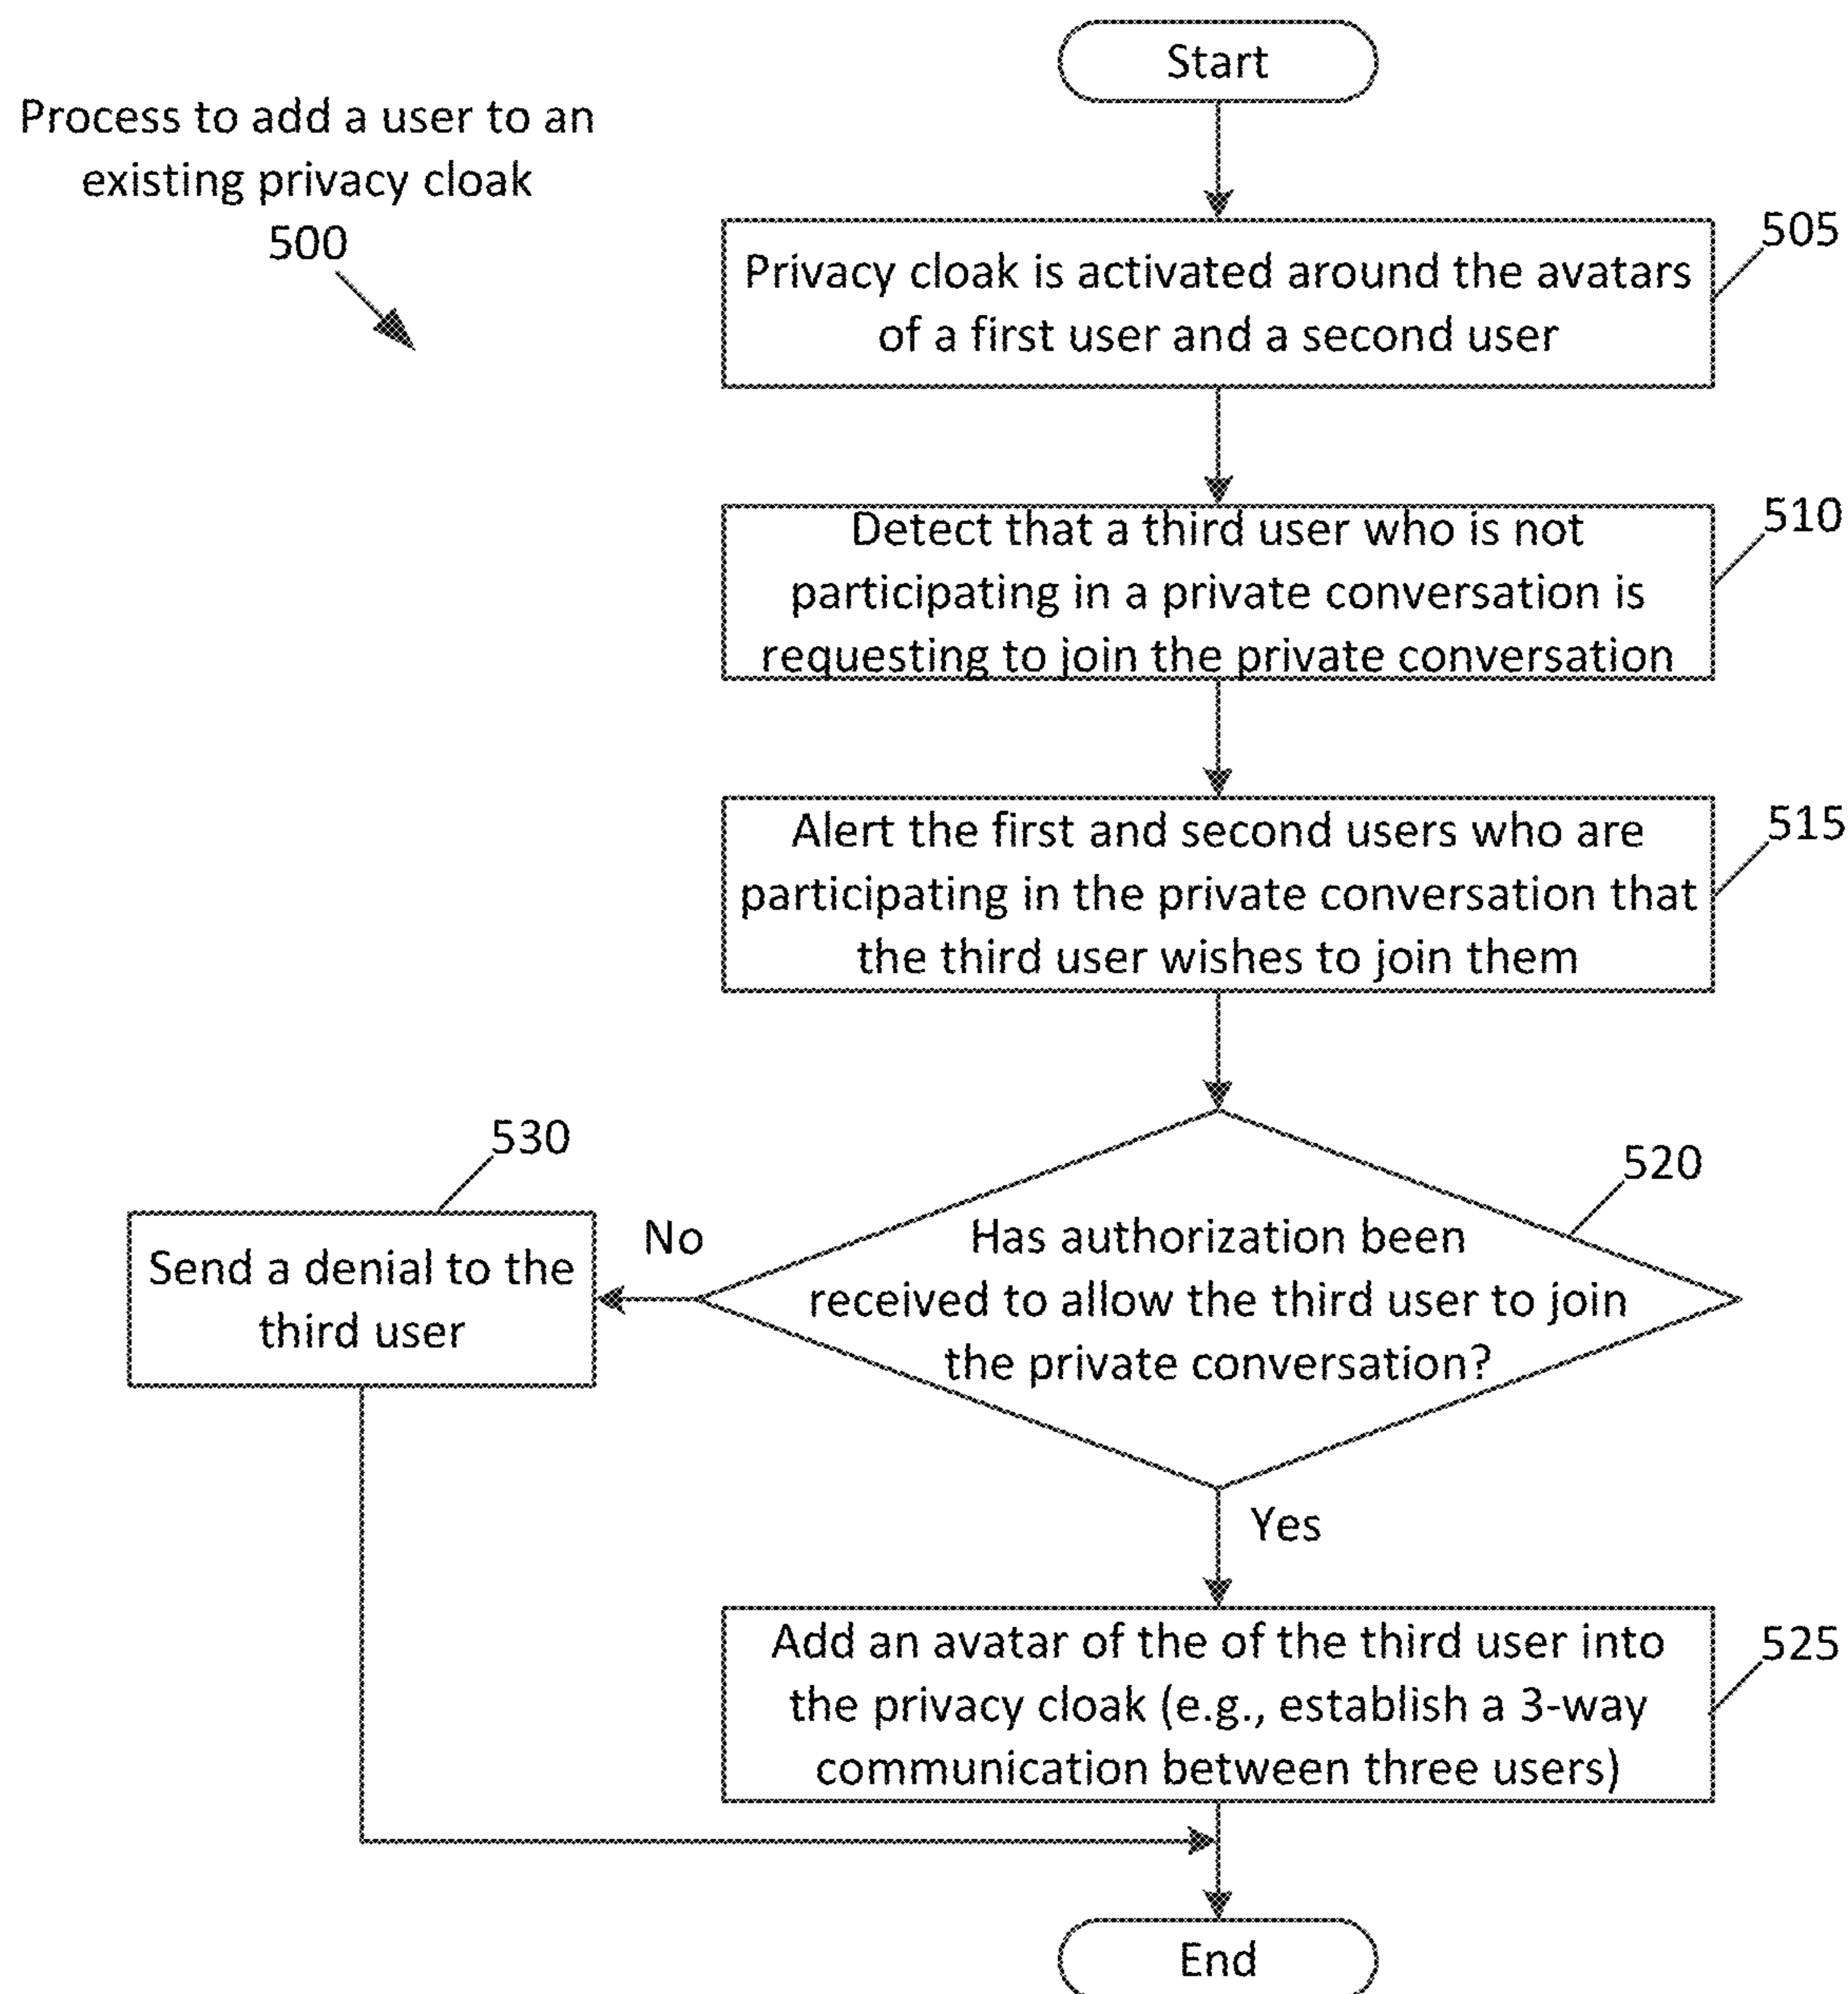 Start
Process to add a user to an
existing privacy cloak
500
505
Privacy cloak is activated around the avatars
of a first user and a second user
510
Detect that a third user who is not
participating in a private conversation is
requesting to join the private conversation
515
Alert the first and second users who are
participating in the private conversation that
the third user wishes to join them
520
Has authorization been
received to allow the third user to join
the private conversation?
No
530
Send a denial to the
third user
Yes
525
Add an avatar of the of the third user into
the privacy cloak (e.g., establish a 3-way
communication between three users)
End